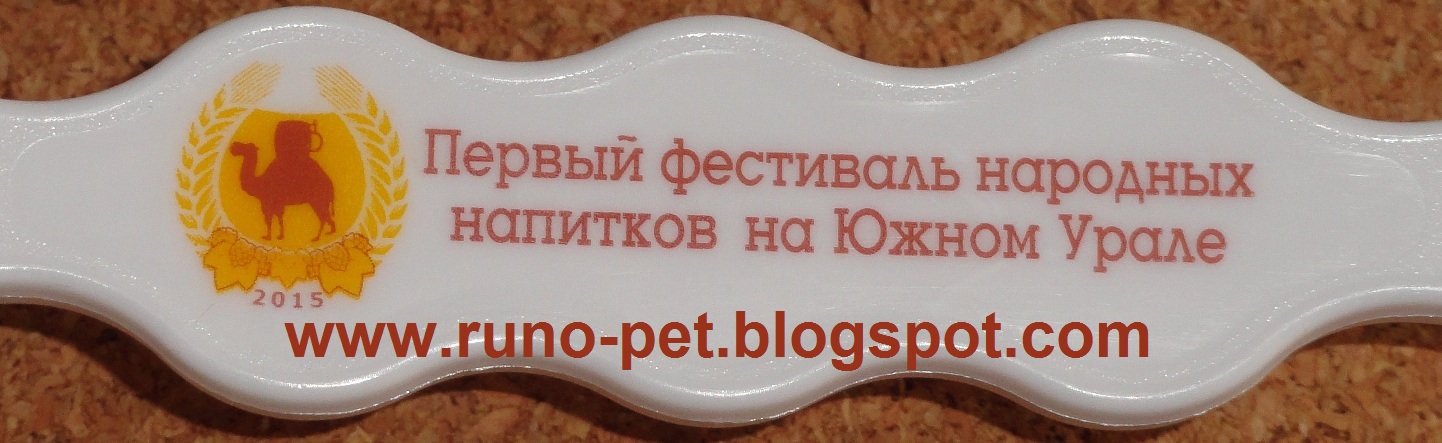 Первый фестиваль народных
напитков на Южном Урале
2015
www.runo-pet.blogspot.com